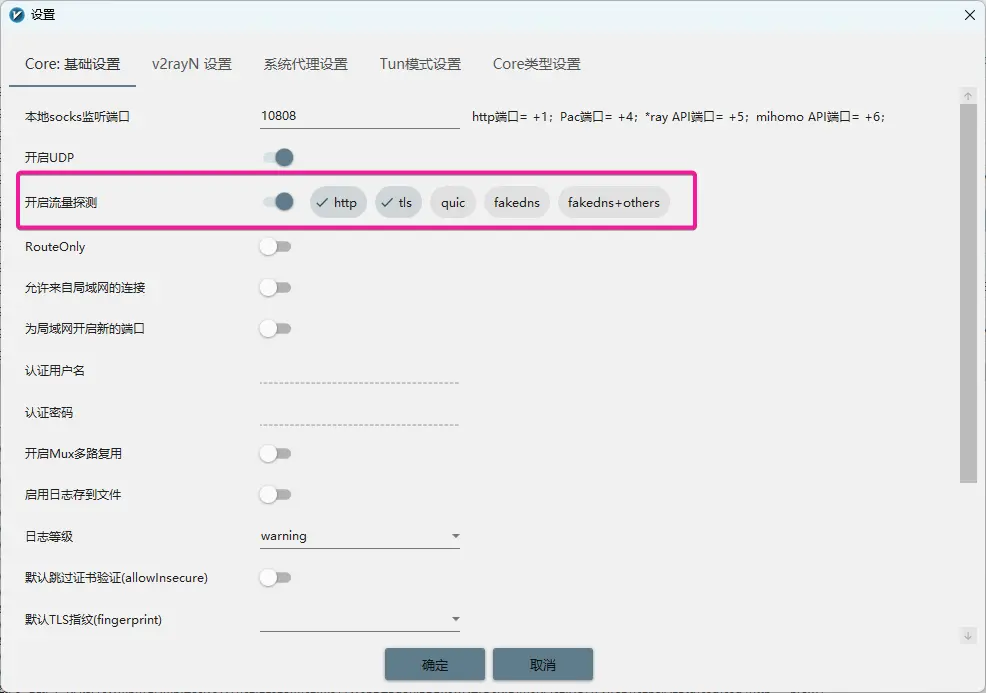 设置
Core: 基础设置 v2rayN 设置 系统代理设置 Tun模式设置 Core类型设置
本地socks监听端口 10808 http端口= +1; Pac端口= +4; *ray API端口= +5; mihomo API端口= +6;
开启UDP
开启流量探测 http tls quic fakedns fakedns+others
RouteOnly
允许来自局域网的连接
为局域网开启新的端口
认证用户名
认证密码
开启Mux多路复用
启用日志存到文件
日志等级 warning
默认跳过证书验证(allowInsecure)
默认TLS指纹(fingerprint)
确定 取消